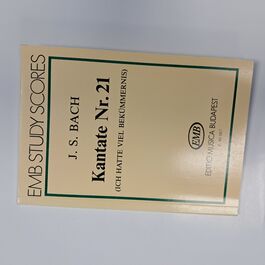 EMB STUDY SCORES
J. S. BACH
Kantate Nr. 21
(ICH HATTE VIEL BEKÜMMERNIS)
EMB
EDITIO MUSICA BUDAPEST